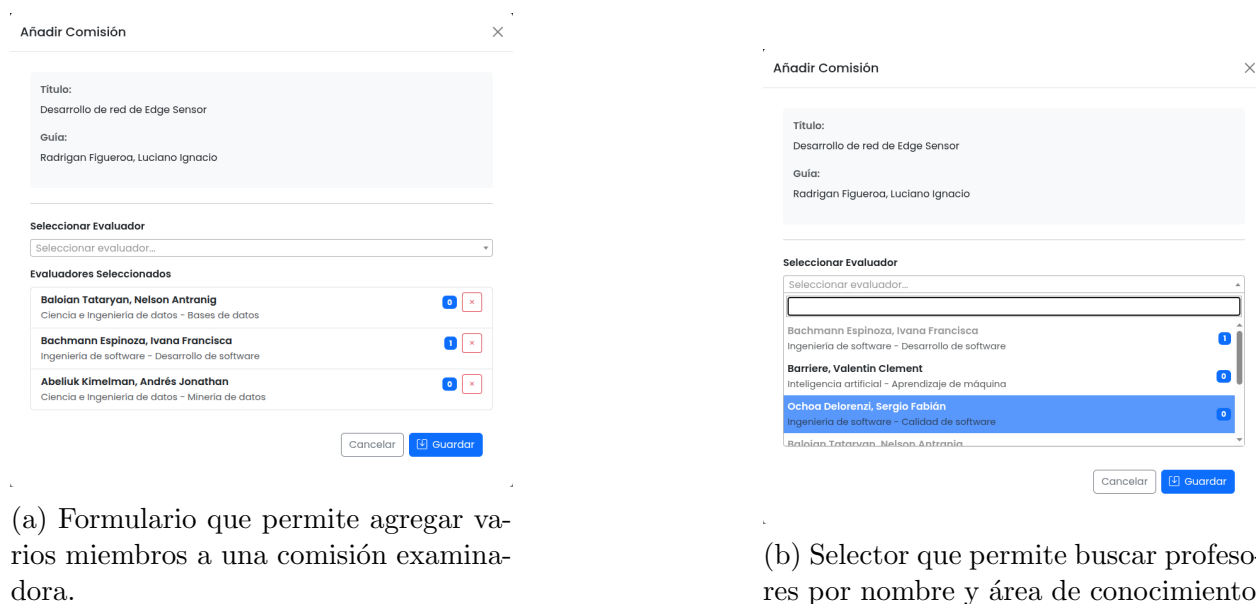 Añadir Comisión
Título:
Desarrollo de red de Edge Sensor
Guía:
Radrigan Figueroa, Luciano Ignacio
Seleccionar Evaluador
Seleccionar evaluador...
Evaluadores Seleccionados
Baloian Tataryan, Nelson Antranig
0
×
Ciencia e Ingeniería de datos - Bases de datos
Bachmann Espinoza, Ivana Francisca
1
×
Ingeniería de software - Desarrollo de software
Abeliuk Kimelman, Andrés Jonathan
0
×
Ciencia e Ingeniería de datos - Minería de datos
Cancelar
Guardar
(a) Formulario que permite agregar va-
rios miembros a una comisión examina-
dora.
Añadir Comisión
Título:
Desarrollo de red de Edge Sensor
Guía:
Radrigan Figueroa, Luciano Ignacio
Seleccionar Evaluador
Seleccionar evaluador...
Bachmann Espinoza, Ivana Francisca
1
Ingeniería de software - Desarrollo de software
Barriere, Valentin Clement
0
Inteligencia artificial - Aprendizaje de máquina
Ochoa Delorenzi, Sergio Fabián
0
Ingeniería de software - Calidad de software
Baloian Tataryan, Nelson Antranig
Cancelar
Guardar
(b) Selector que permite buscar profeso-
res por nombre y área de conocimiento